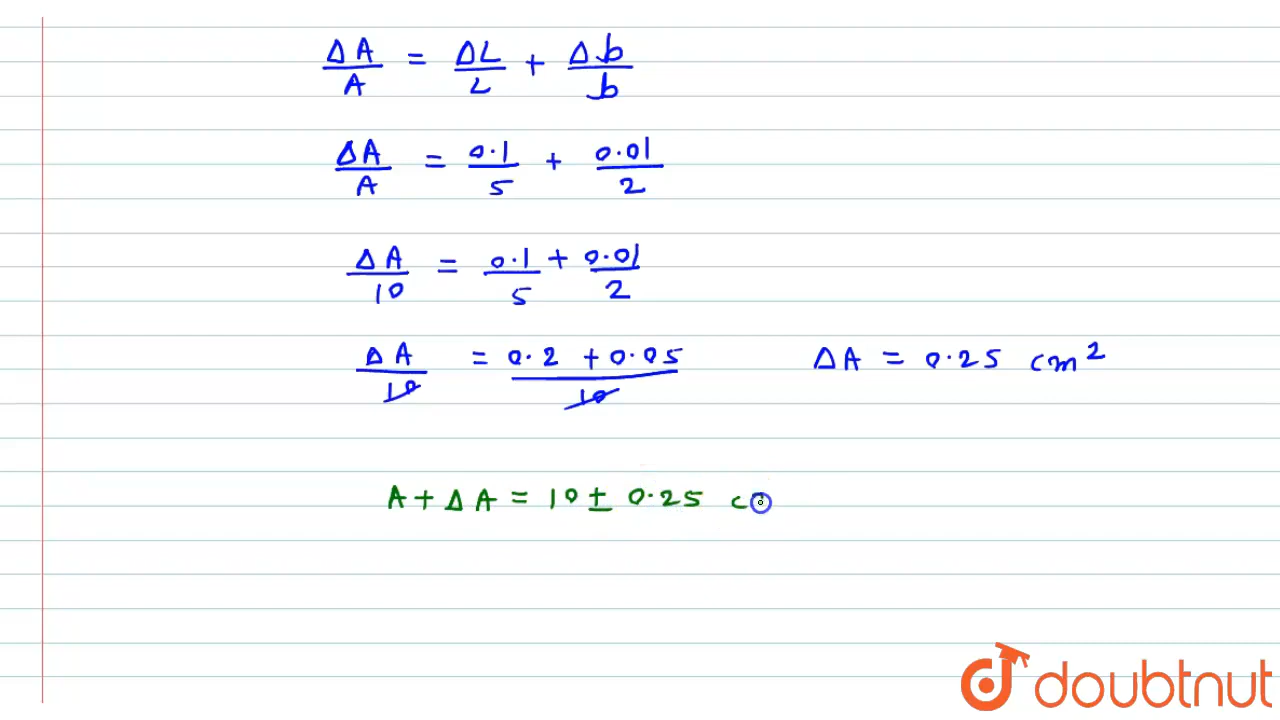 ΔA/A = ΔL/L + Δb/b
ΔA/A = 0.1/5 + 0.01/2
ΔA/10 = 0.1/5 + 0.01/2
ΔA/10 = 0.2 + 0.05/10 ΔA = 0.25 cm²
A + ΔA = 10 ± 0.25 c
doubtnut